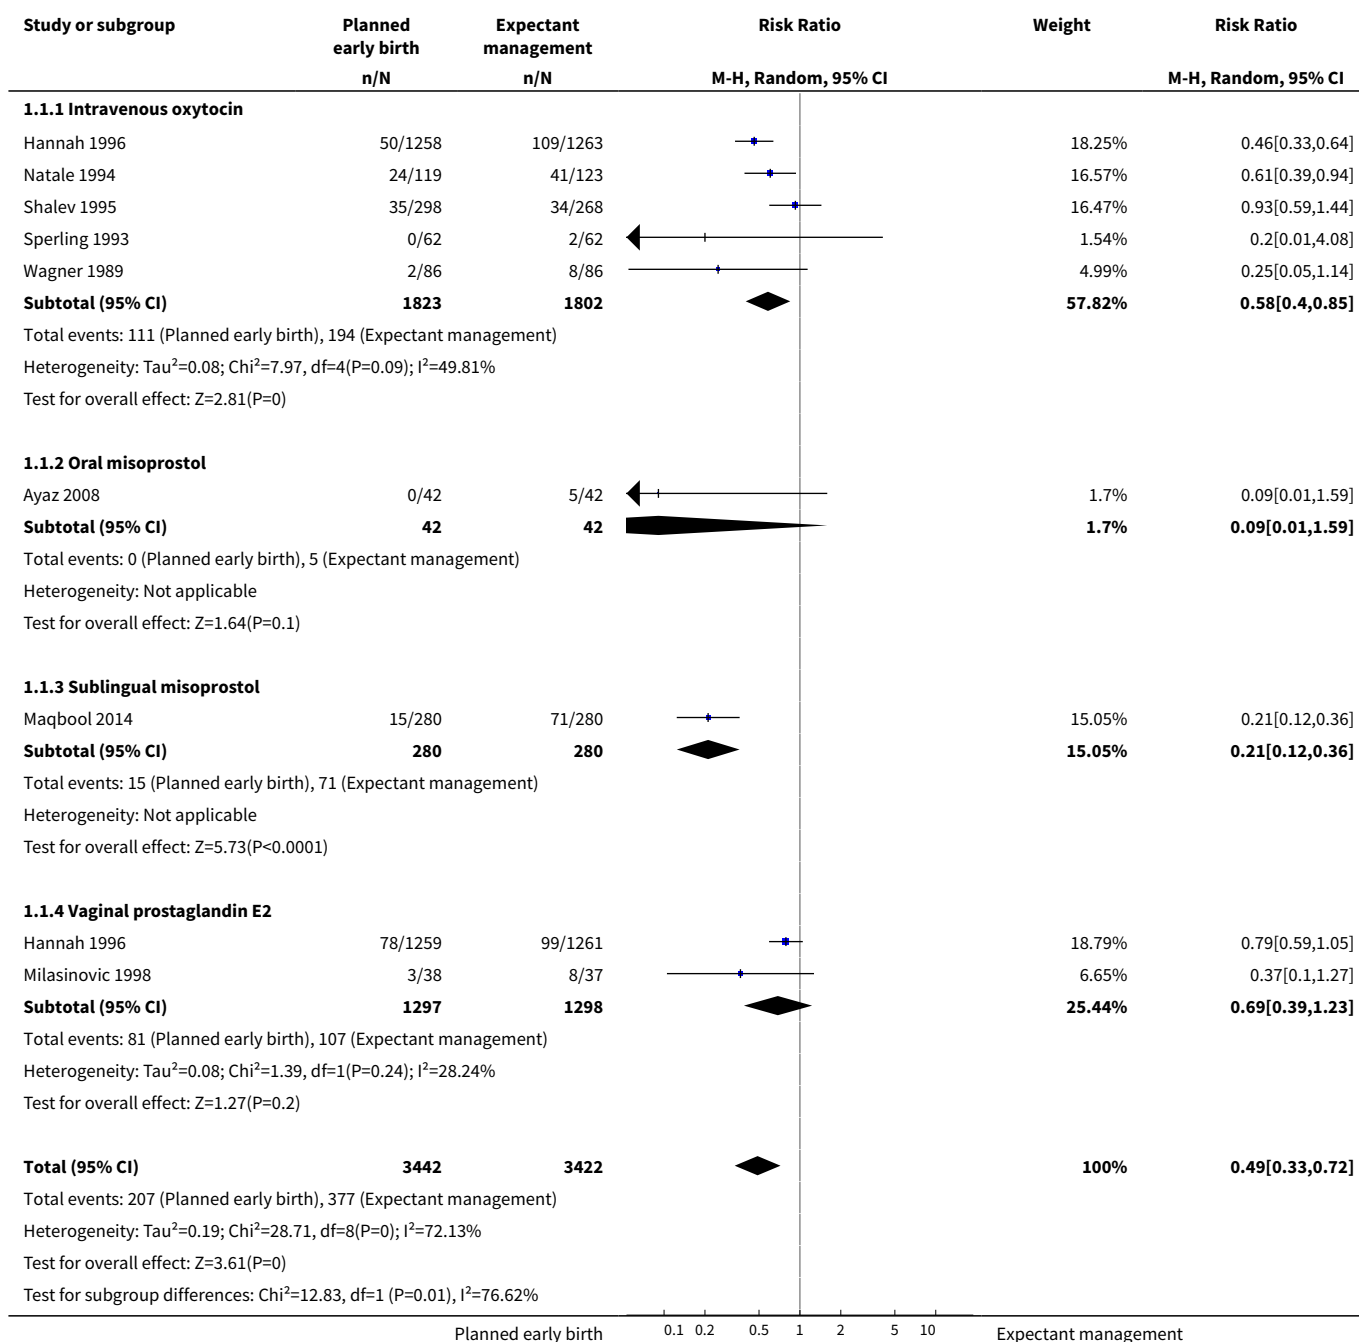 Study or subgroup Planned early birth Expectant management Risk Ratio Weight Risk Ratio
n/N n/N M-H, Random, 95% CI M-H, Random, 95% CI
1.1.1 Intravenous oxytocin
Hannah 1996 50/1258 109/1263 18.25% 0.46[0.33,0.64]
Natale 1994 24/119 41/123 16.57% 0.61[0.39,0.94]
Shalev 1995 35/298 34/268 16.47% 0.93[0.59,1.44]
Sperling 1993 0/62 2/62 1.54% 0.2[0.01,4.08]
Wagner 1989 2/86 8/86 4.99% 0.25[0.05,1.14]
Subtotal (95% CI) 1823 1802 57.82% 0.58[0.4,0.85]
Total events: 111 (Planned early birth), 194 (Expectant management)
Heterogeneity: Tau²=0.08; Chi²=7.97, df=4(P=0.09); I²=49.81%
Test for overall effect: Z=2.81(P=0)
1.1.2 Oral misoprostol
Ayaz 2008 0/42 5/42 1.7% 0.09[0.01,1.59]
Subtotal (95% CI) 42 42 1.7% 0.09[0.01,1.59]
Total events: 0 (Planned early birth), 5 (Expectant management)
Heterogeneity: Not applicable
Test for overall effect: Z=1.64(P=0.1)
1.1.3 Sublingual misoprostol
Maqbool 2014 15/280 71/280 15.05% 0.21[0.12,0.36]
Subtotal (95% CI) 280 280 15.05% 0.21[0.12,0.36]
Total events: 15 (Planned early birth), 71 (Expectant management)
Heterogeneity: Not applicable
Test for overall effect: Z=5.73(P<0.0001)
1.1.4 Vaginal prostaglandin E2
Hannah 1996 78/1259 99/1261 18.79% 0.79[0.59,1.05]
Milasinovic 1998 3/38 8/37 6.65% 0.37[0.1,1.27]
Subtotal (95% CI) 1297 1298 25.44% 0.69[0.39,1.23]
Total events: 81 (Planned early birth), 107 (Expectant management)
Heterogeneity: Tau²=0.08; Chi²=1.39, df=1(P=0.24); I²=28.24%
Test for overall effect: Z=1.27(P=0.2)
Total (95% CI) 3442 3422 100% 0.49[0.33,0.72]
Total events: 207 (Planned early birth), 377 (Expectant management)
Heterogeneity: Tau²=0.19; Chi²=28.71, df=8(P=0); I²=72.13%
Test for overall effect: Z=3.61(P=0)
Test for subgroup differences: Chi²=12.83, df=1 (P=0.01), I²=76.62%
Planned early birth 0.1 0.2 0.5 1 2 5 10 Expectant management